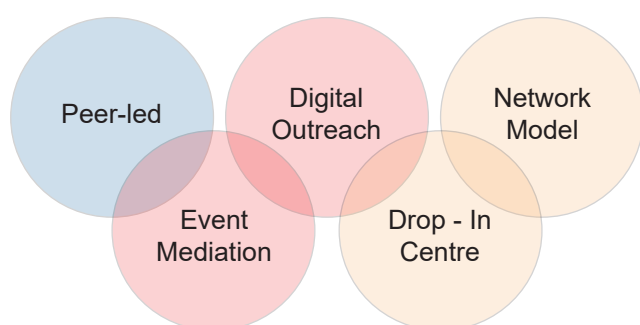 Peer-led
Digital
Outreach
Network
Model
Event
Mediation
Drop - In
Centre